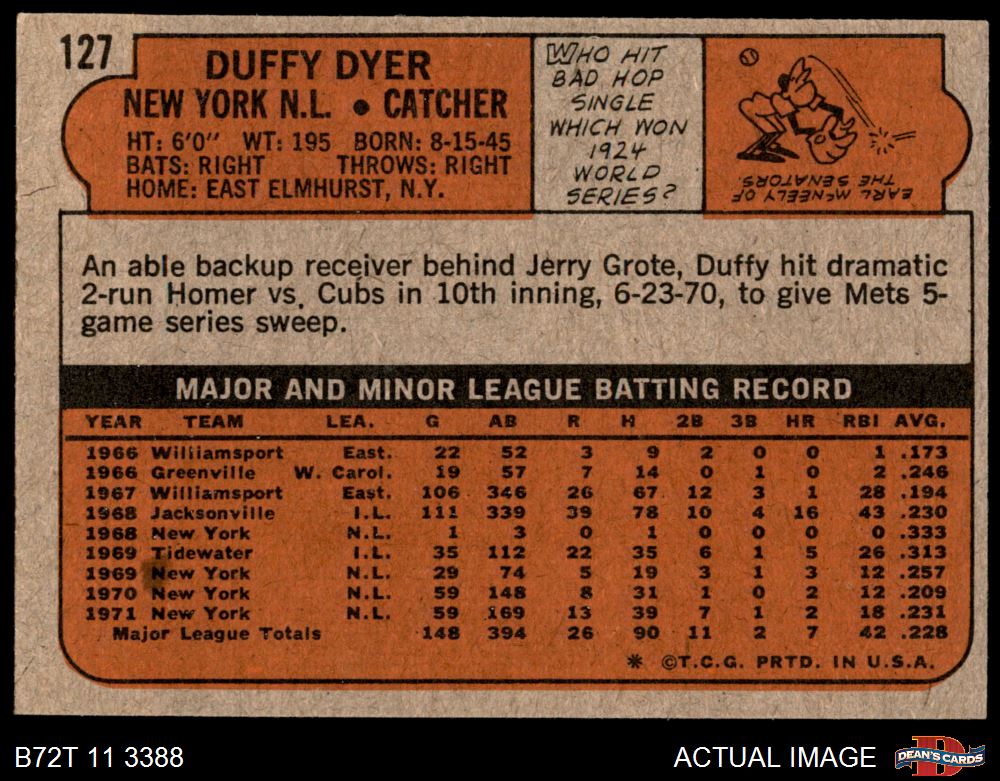 127
DUFFY DYER
NEW YORK N.L. • CATCHER
HT: 6'0" WT: 195 BORN: 8-15-45
BATS: RIGHT THROWS: RIGHT
HOME: EAST ELMHURST, N.Y.
WHO HIT
BAD HOP
SINGLE
WHICH WON
1924
WORLD
SERIES?
EARL McNEELY OF
THE SENATORS.
An able backup receiver behind Jerry Grote, Duffy hit dramatic
2-run Homer vs. Cubs in 10th inning, 6-23-70, to give Mets 5-
game series sweep.
MAJOR AND MINOR LEAGUE BATTING RECORD
YEAR TEAM LEA. G AB R H 2B 3B HR RBI AVG.
1966 Williamsport East. 22 52 3 9 2 0 0 1 .173
1966 Greenville W. Carol. 19 57 7 14 0 1 0 2 .246
1967 Williamsport East. 106 346 26 67 12 3 1 28 .194
1968 Jacksonville I.L. 111 339 39 78 10 4 16 43 .230
1968 New York N.L. 1 3 0 1 0 0 0 0 .333
1969 Tidewater I.L. 35 112 22 35 6 1 5 26 .313
1969 New York N.L. 29 74 5 19 3 1 3 12 .257
1970 New York N.L. 59 148 8 31 1 0 2 12 .209
1971 New York N.L. 59 169 13 39 7 1 2 18 .231
Major League Totals 148 394 26 90 11 2 7 42 .228
* ©T.C.G. PRTD. IN U.S.A.
B72T 11 3388
ACTUAL IMAGE
DEAN'S CARDS